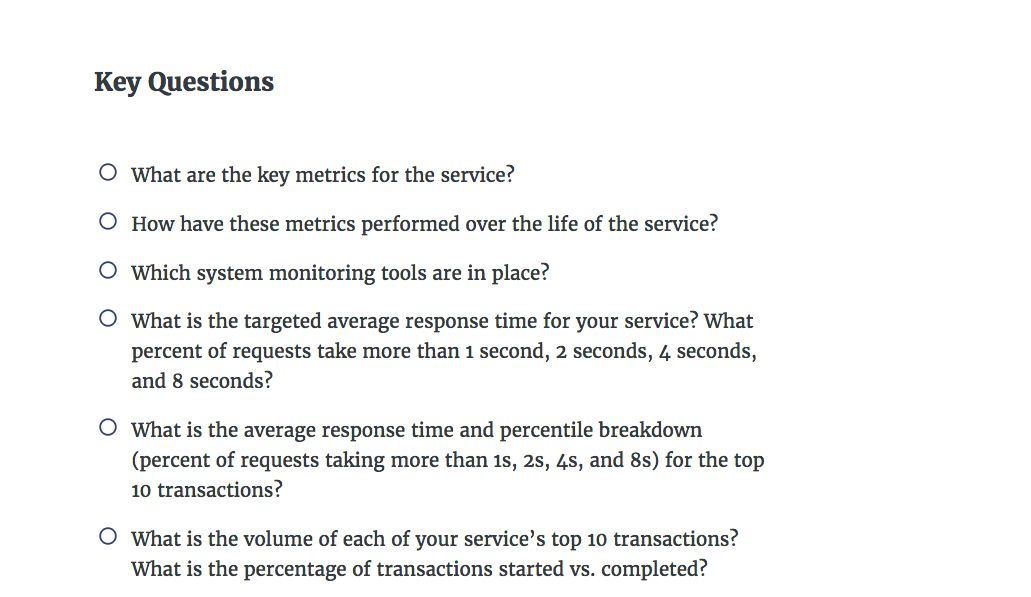 Key Questions
What are the key metrics for the service?
How have these metrics performed over the life of the service?
Which system monitoring tools are in place?
What is the targeted average response time for your service? What
percent of requests take more than 1 second, 2 seconds, 4 seconds,
and 8 seconds?
What is the average response time and percentile breakdown
(percent of requests taking more than 1s, 2s, 4s, and 8s) for the top
10 transactions?
What is the volume of each of your service’s top 10 transactions?
What is the percentage of transactions started vs. completed?